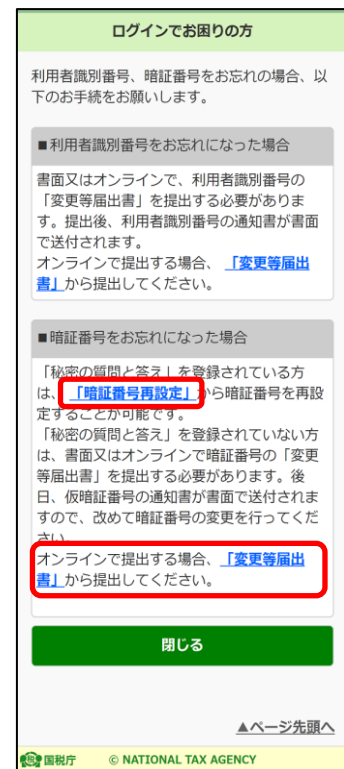 ログインでお困りの方
利用者識別番号、暗証番号をお忘れの場合、以
下のお手続をお願いします。
■利用者識別番号をお忘れになった場合
書面又はオンラインで、利用者識別番号の
「変更等届出書」を提出する必要がありま
す。提出後、利用者識別番号の通知書が書面
で送付されます。
オンラインで提出する場合、「変更等届出
書」から提出してください。
■暗証番号をお忘れになった場合
「秘密の質問と答え」を登録されている方
は、「暗証番号再設定」から暗証番号を再設
定することが可能です。
「秘密の質問と答え」を登録されていない方
は、書面又はオンラインで暗証番号の「変更
等届出書」を提出する必要があります。後
日、仮暗証番号の通知書が書面で送付されま
すので、改めて暗証番号の変更を行ってくだ
さい。
オンラインで提出する場合、「変更等届出
書」から提出してください。
閉じる
▲ページ先頭へ
国税庁 © NATIONAL TAX AGENCY